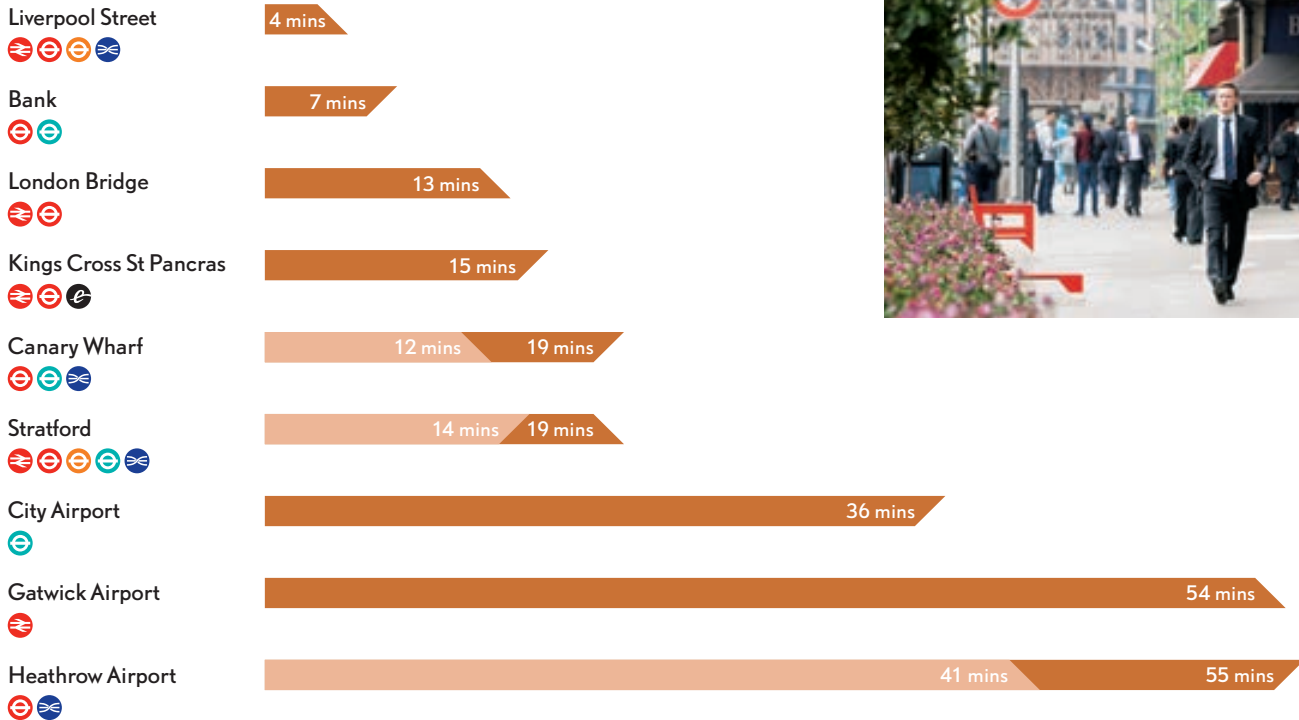 Liverpool Street
4 mins
Bank
7 mins
London Bridge
13 mins
Kings Cross St Pancras
15 mins
Canary Wharf
12 mins
19 mins
Stratford
14 mins
19 mins
City Airport
36 mins
Gatwick Airport
54 mins
Heathrow Airport
41 mins
55 mins